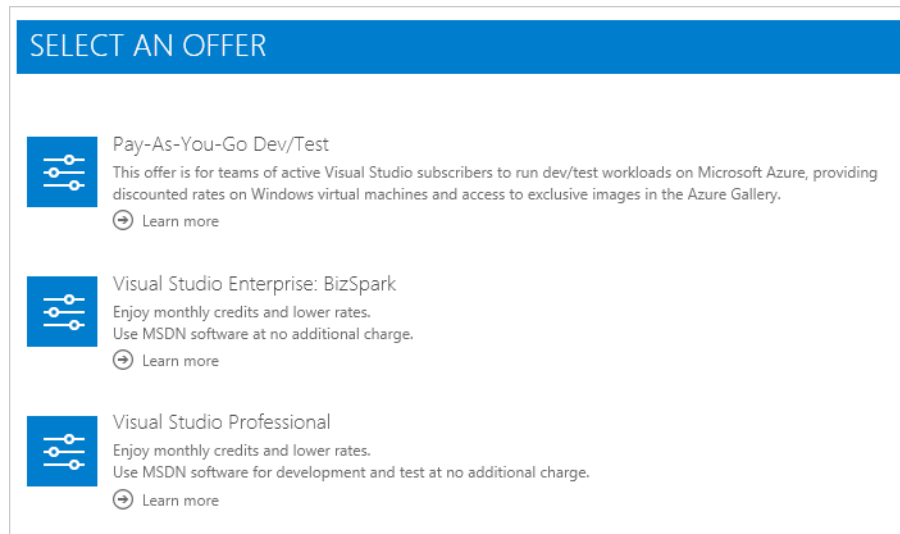 SELECT AN OFFER
Pay-As-You-Go Dev/Test
This offer is for teams of active Visual Studio subscribers to run dev/test workloads on Microsoft Azure, providing
discounted rates on Windows virtual machines and access to exclusive images in the Azure Gallery.
Learn more
Visual Studio Enterprise: BizSpark
Enjoy monthly credits and lower rates.
Use MSDN software at no additional charge.
Learn more
Visual Studio Professional
Enjoy monthly credits and lower rates.
Use MSDN software for development and test at no additional charge.
Learn more